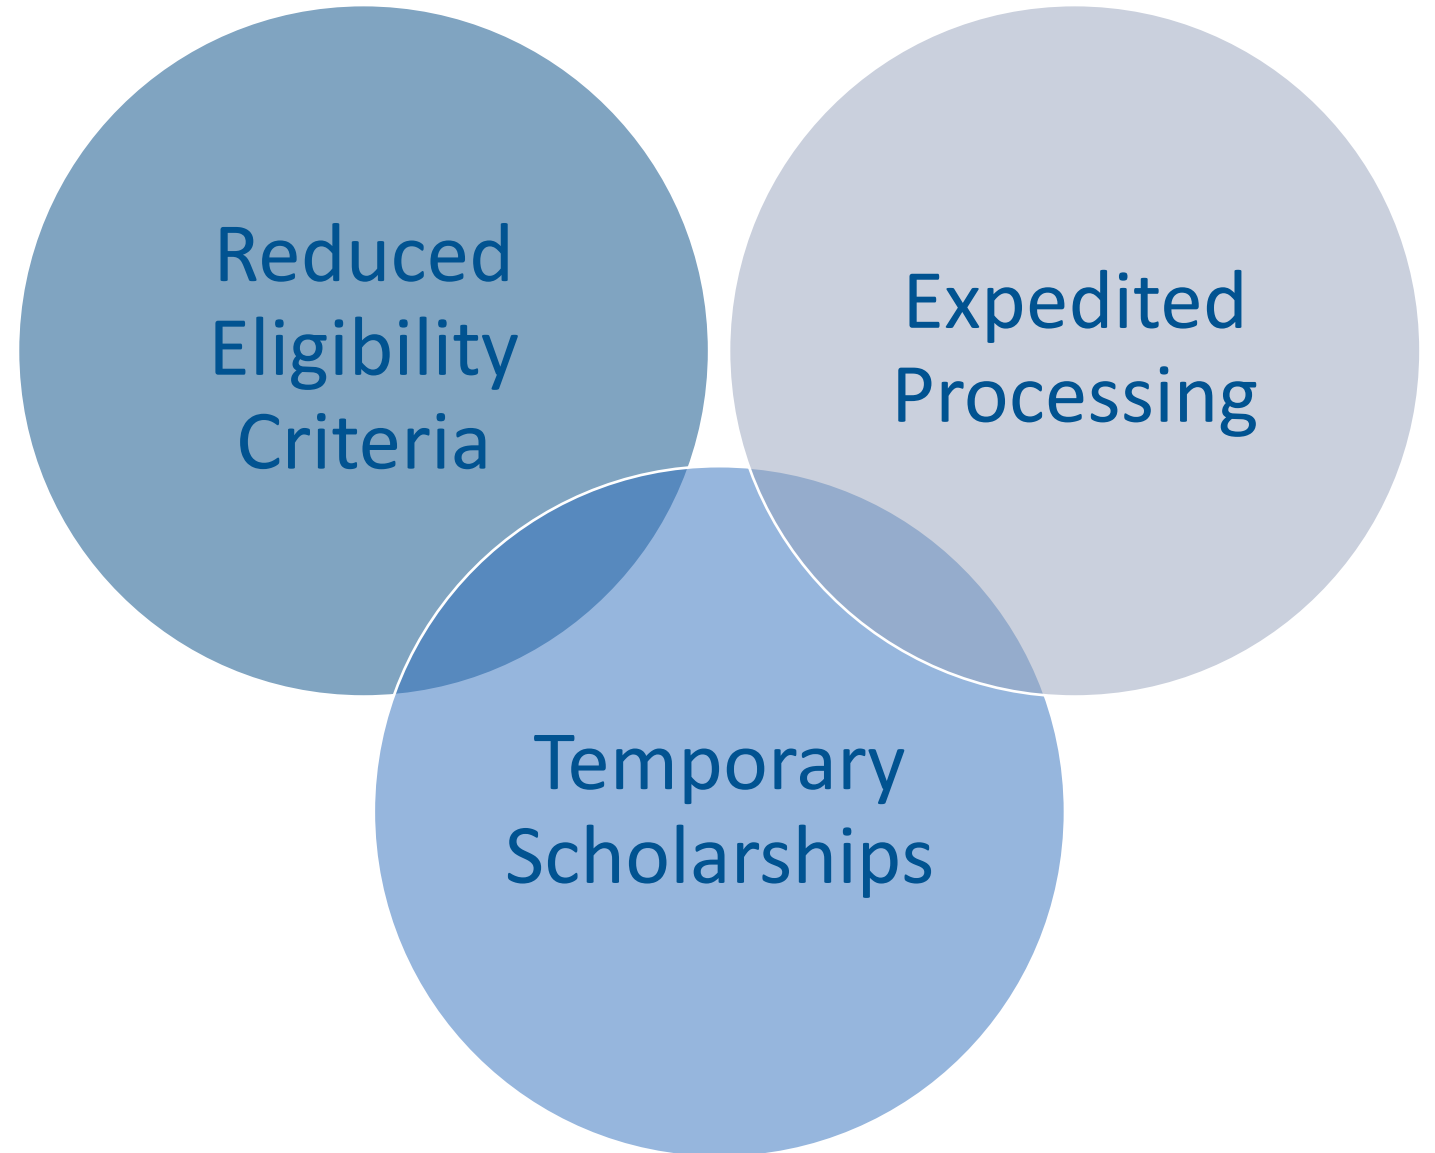 Reduced
Eligibility
Criteria
Expedited
Processing
Temporary
Scholarships